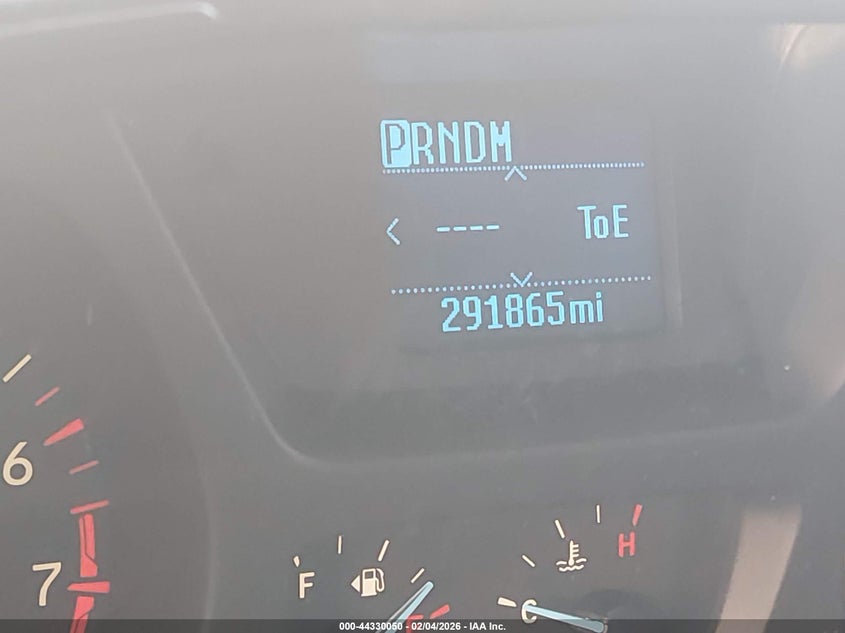 PRNDM
---- ToE
291865mi
6
7
F
H
C
000-44330050 - 02/04/2026 - IAA Inc.